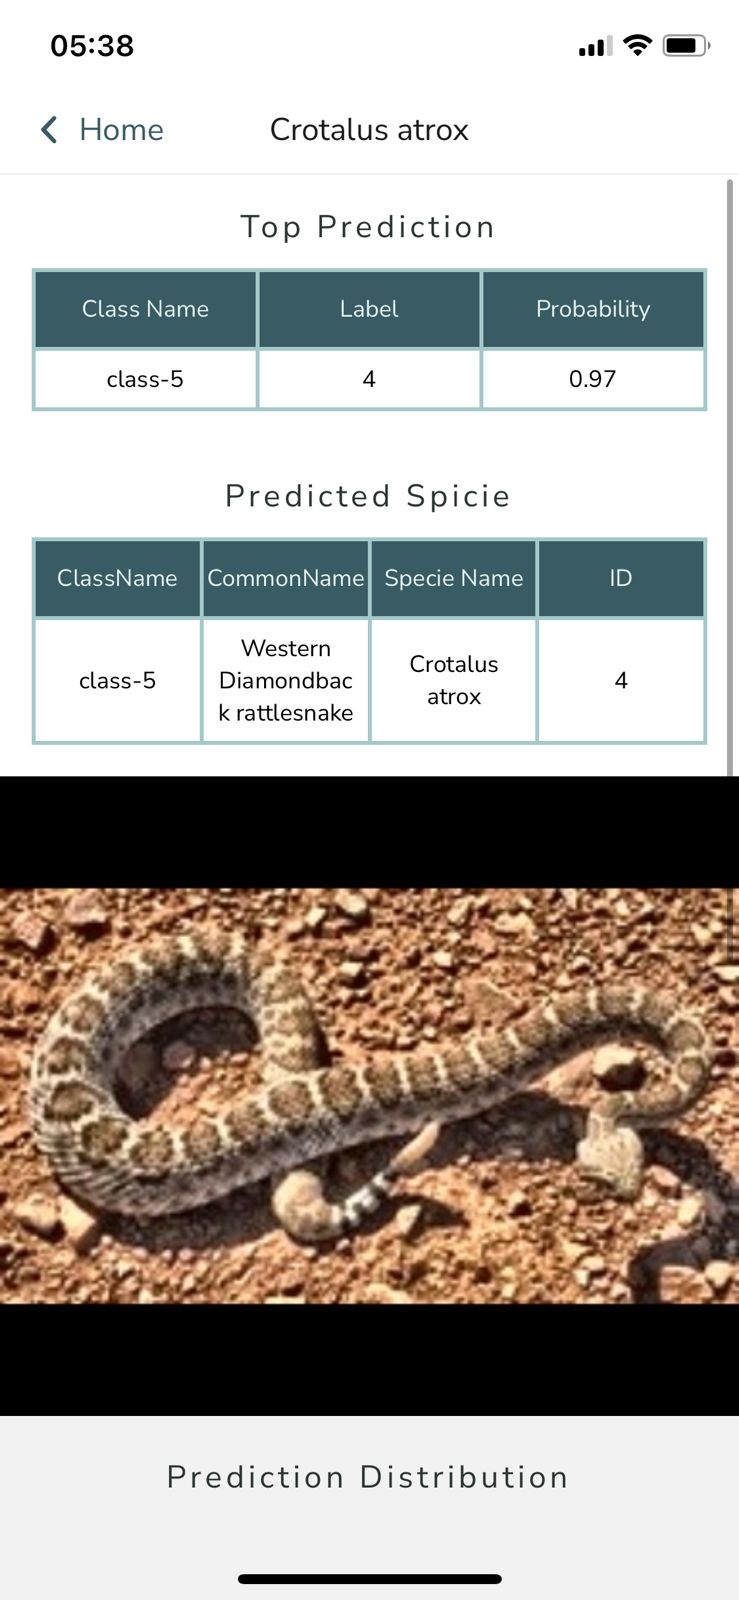 05:38
Home
Crotalus atrox
Top Prediction
Class Name Label Probability
class-5 4 0.97
Predicted Spicie
ClassName CommonName Specie Name ID
class-5 Western Diamondbac k rattlesnake Crotalus atrox 4
Prediction Distribution